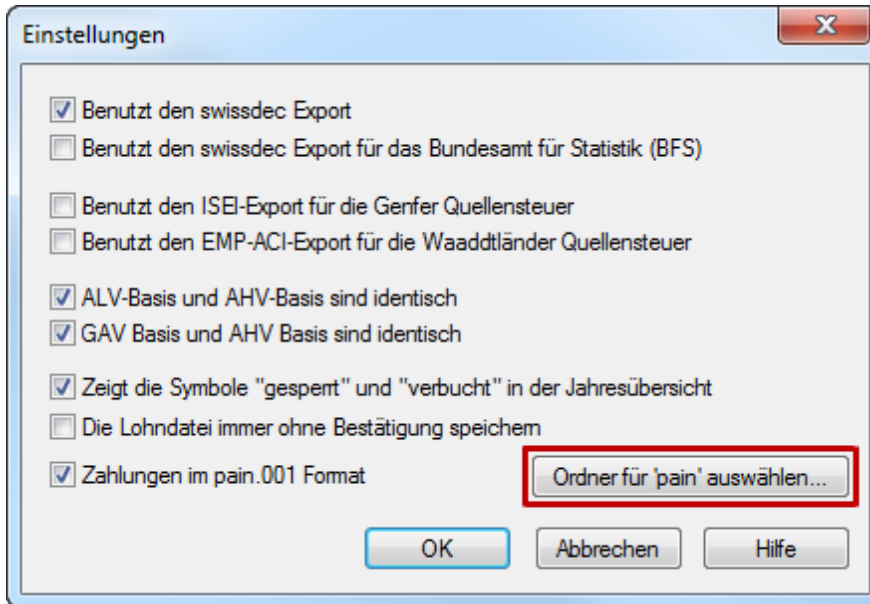 Einstellungen
Benutzt den swissdec Export
Benutzt den swissdec Export für das Bundesamt für Statistik (BFS)
Benutzt den ISEI-Export für die Genfer Quellensteuer
Benutzt den EMP-ACI-Export für die Waaddtländer Quellensteuer
ALV-Basis und AHV-Basis sind identisch
GAV Basis und AHV Basis sind identisch
Zeigt die Symbole "gesperrt" und "verbucht" in der Jahresübersicht
Die Lohndatei immer ohne Bestätigung speichern
Zahlungen im pain.001 Format
Ordner für 'pain' auswählen...
OK Abbrechen Hilfe